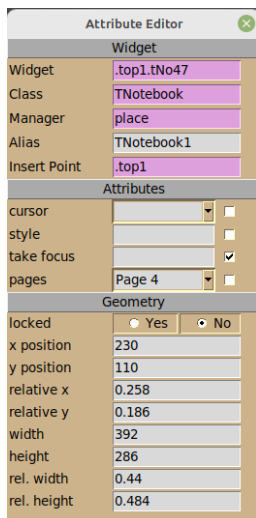 Attribute Editor
Widget
Widget .top1.tNo47
Class TNotebook
Manager place
Alias TNotebook1
Insert Point .top1
Attributes
cursor
style
take focus
pages Page 4
Geometry
locked Yes No
x position 230
y position 110
relative x 0.258
relative y 0.186
width 392
height 286
rel. width 0.44
rel. height 0.484